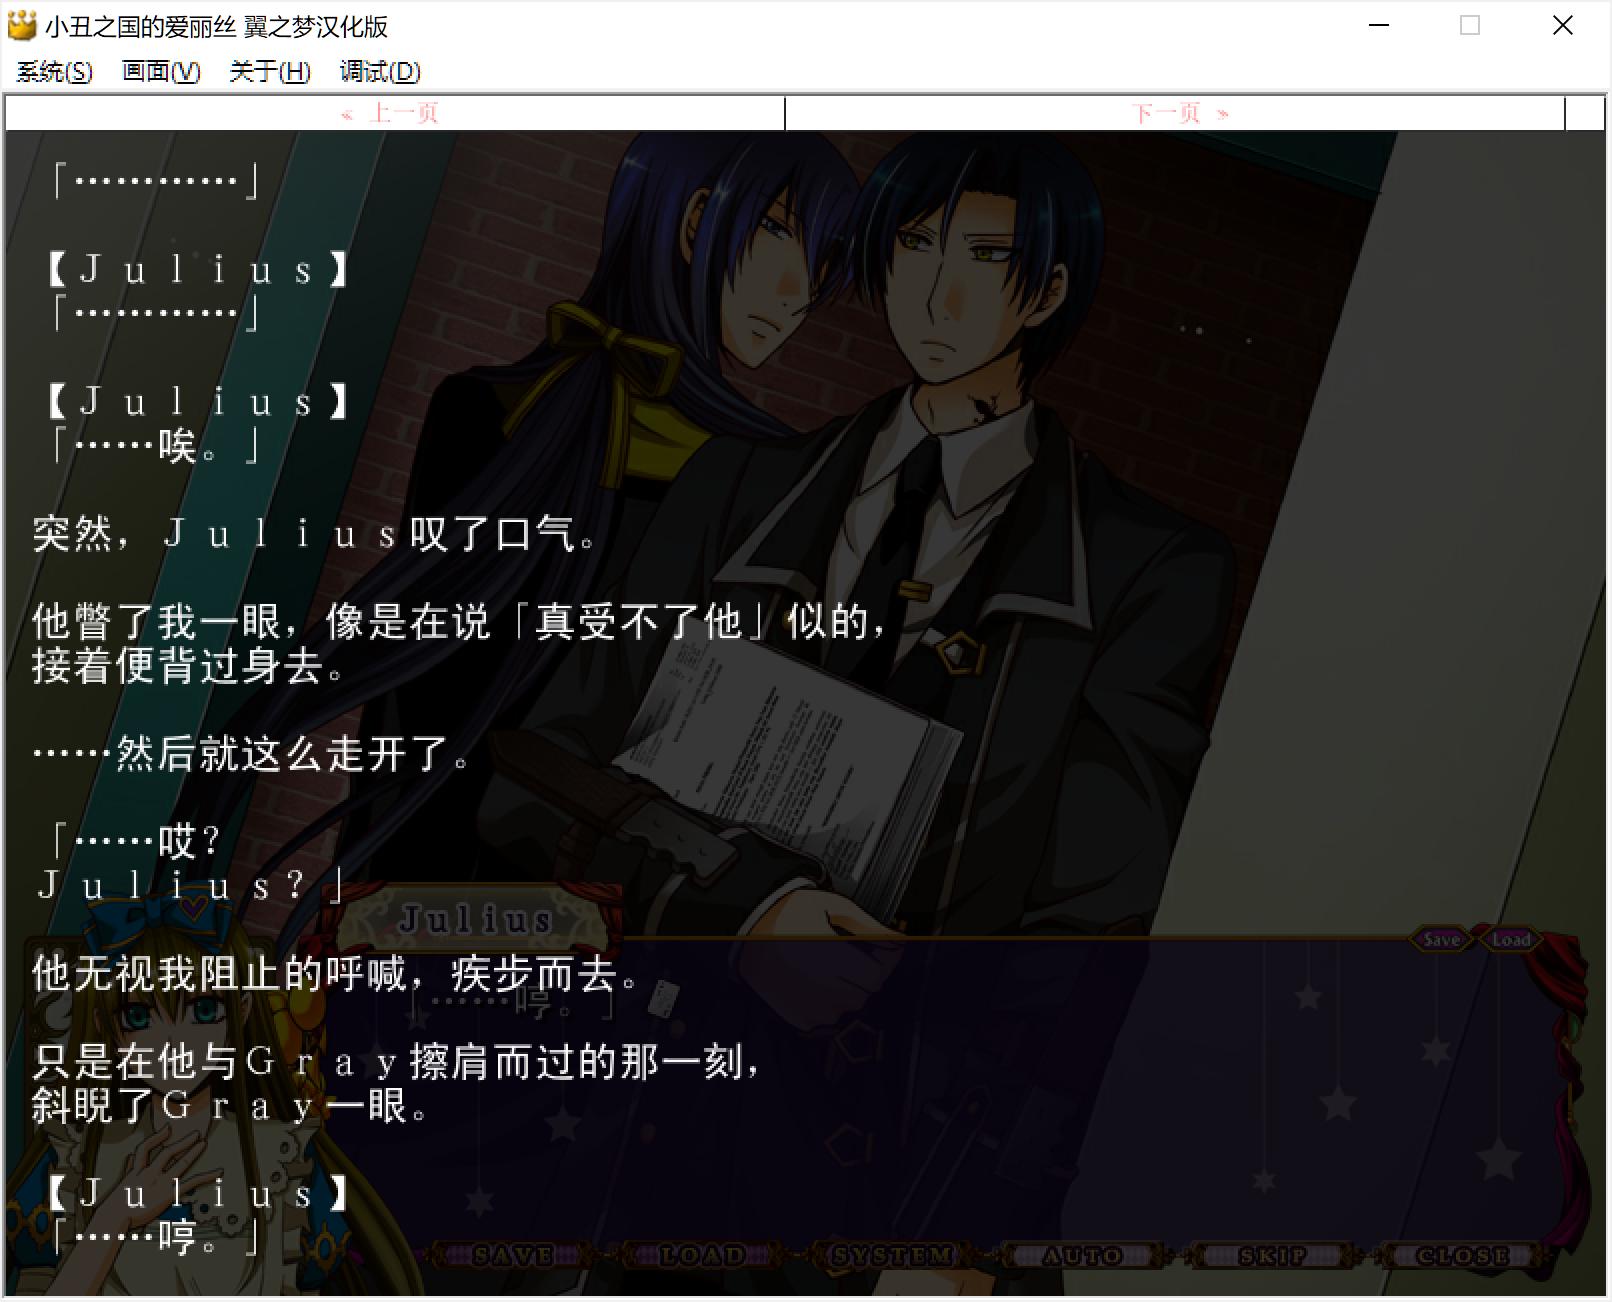 小丑之国的爱丽丝 翼之梦汉化版
系统(S) 画面(V) 关于(H) 调试(D)
« 上一页 下一页 »
「…………」
【Julius】
「…………」
【Julius】
「……唉。」
突然，Julius叹了口气。
他瞥了我一眼，像是在说「真受不了他」似的，
接着便背过身去。
……然后就这么走开了。
「……哎？
Julius？」
他无视我阻止的呼喊，疾步而去。
只是在他与Gray擦肩而过的那一刻，
斜睨了Gray一眼。
【Julius】
「……哼。」
Julius
Save Load
「……哼。」
SAVE LOAD SYSTEM AUTO SKIP CLOSE